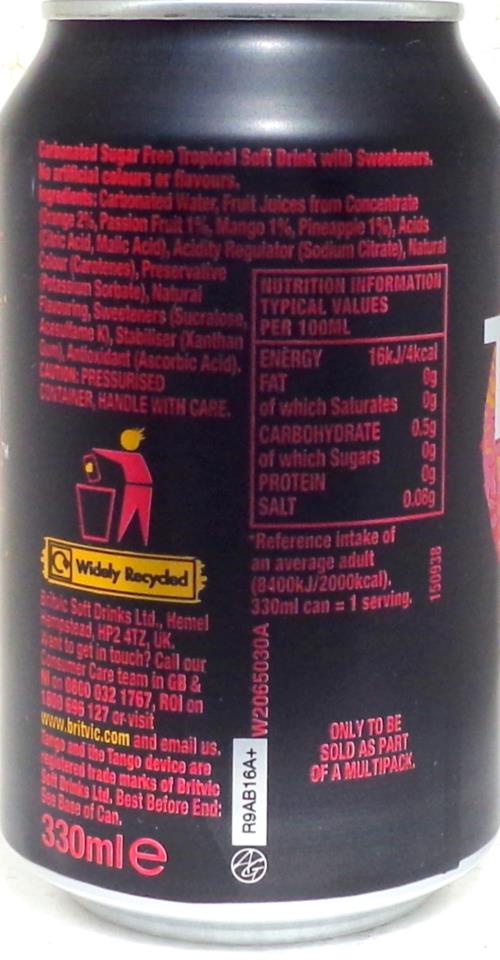 Carbonated Sugar Free Tropical Soft Drink with Sweeteners.
No artificial colours or flavours.
Ingredients: Carbonated Water, Fruit Juices from Concentrate
(Orange 2%, Passion Fruit 1%, Mango 1%, Pineapple 1%), Acids
(Citric Acid, Malic Acid), Acidity Regulator (Sodium Citrate), Natural
Colour (Carotenes), Preservative
(Potassium Sorbate), Natural
Flavouring, Sweeteners (Sucralose,
Acesulfame K), Stabiliser (Xanthan
Gum), Antioxidant (Ascorbic Acid).
CAUTION: PRESSURISED
CONTAINER, HANDLE WITH CARE.
Widely Recycled
Britvic Soft Drinks Ltd., Hemel
Hempstead, HP2 4TZ, UK.
Want to get in touch? Call our
Consumer Care team in GB &
NI on 0800 032 1767, ROI on
1800 696 127 or visit
www.britvic.com and email us.
Tango and the Tango device are
registered trade marks of Britvic
Soft Drinks Ltd. Best Before End:
See Base of Can.
330ml e
NUTRITION INFORMATION
TYPICAL VALUES
PER 100ML
ENERGY 16kJ/4kcal
FAT 0g
of which Saturates 0g
CARBOHYDRATE 0.5g
of which Sugars 0g
PROTEIN 0g
SALT 0.08g
*Reference intake of
an average adult
(8400kJ/2000kcal).
330ml can = 1 serving.
150938
W2065030A
R9AB16A+
ONLY TO BE
SOLD AS PART
OF A MULTIPACK.